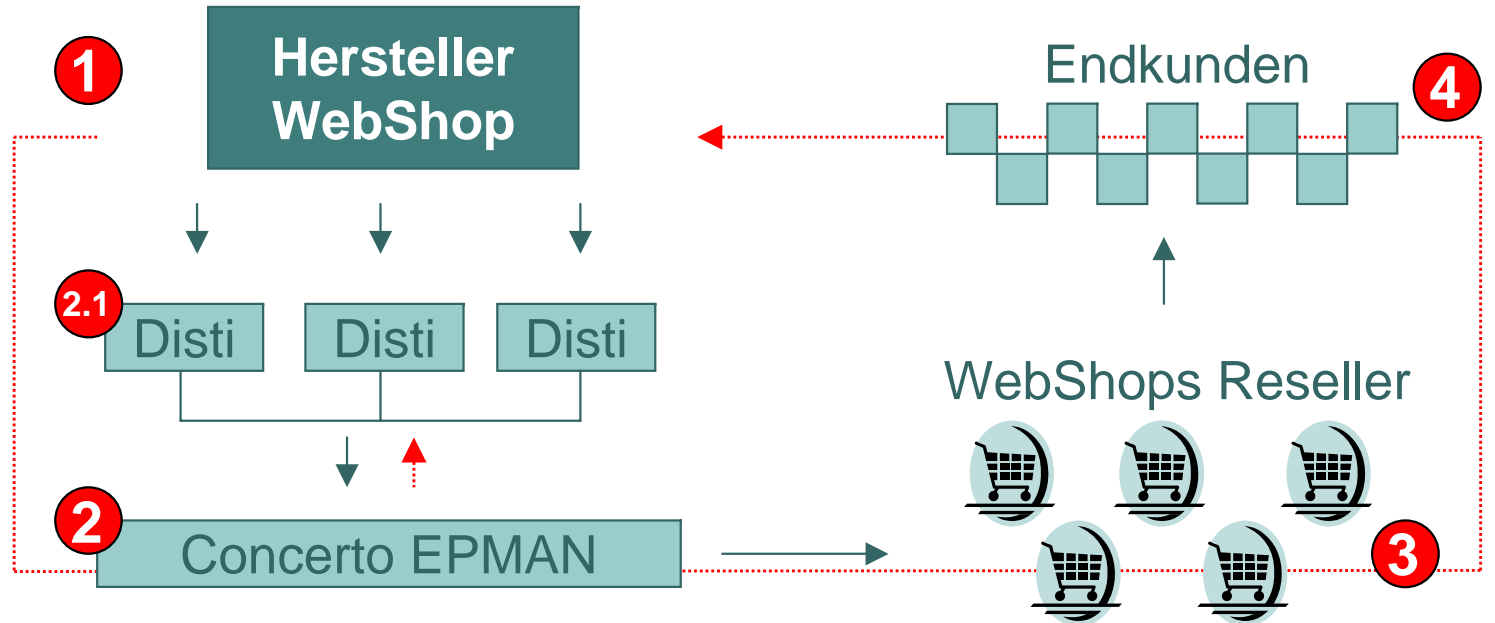 1
Hersteller
WebShop
Endkunden
4
2.1
Disti
Disti
Disti
WebShops Reseller
2
Concerto EPMAN
3